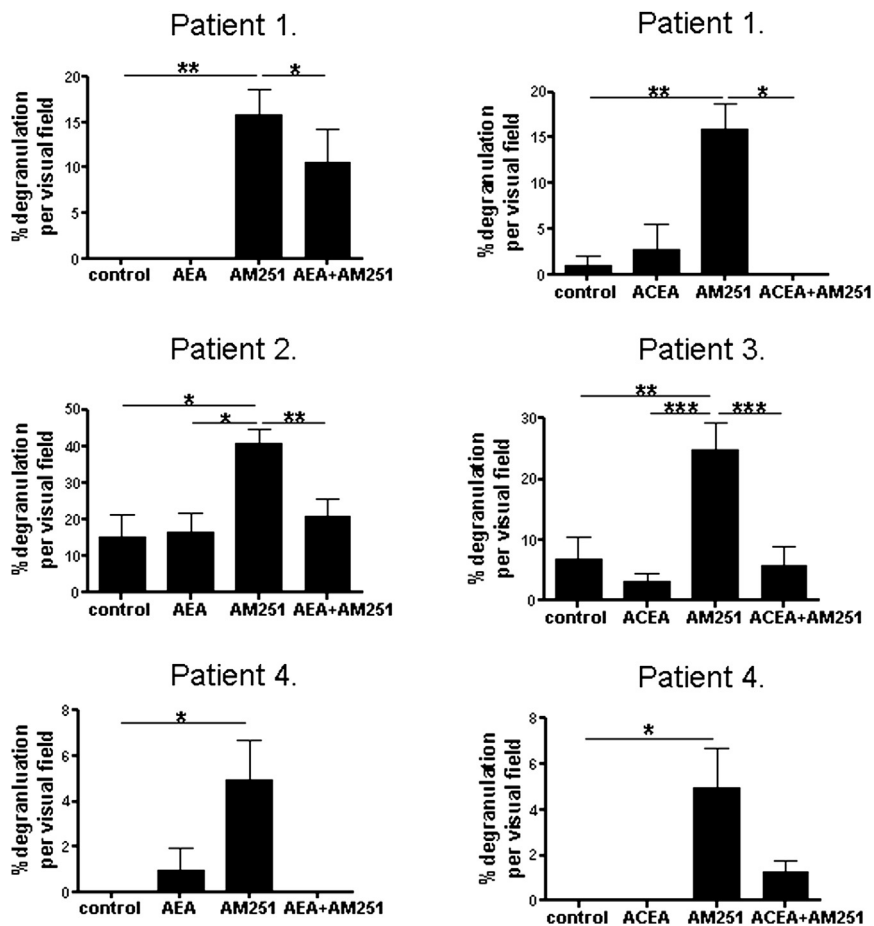 Patient 1.
** *
20
15
10
5
0
% degranulation
per visual field
control AEA AM251 AEA+AM251
Patient 1.
** *
20
15
10
5
0
% degranulation
per visual field
control ACEA AM251 ACEA+AM251
Patient 2.
*
* **
50
40
30
20
10
0
% degranulation
per visual field
control AEA AM251 AEA+AM251
Patient 3.
**
*** ***
30
20
10
0
% degranulation
per visual field
control ACEA AM251 ACEA+AM251
Patient 4.
*
8
6
4
2
0
% degranluation
per visual field
control AEA AM251 AEA+AM251
Patient 4.
*
8
6
4
2
0
% degranulation
per visual field
control ACEA AM251 ACEA+AM251